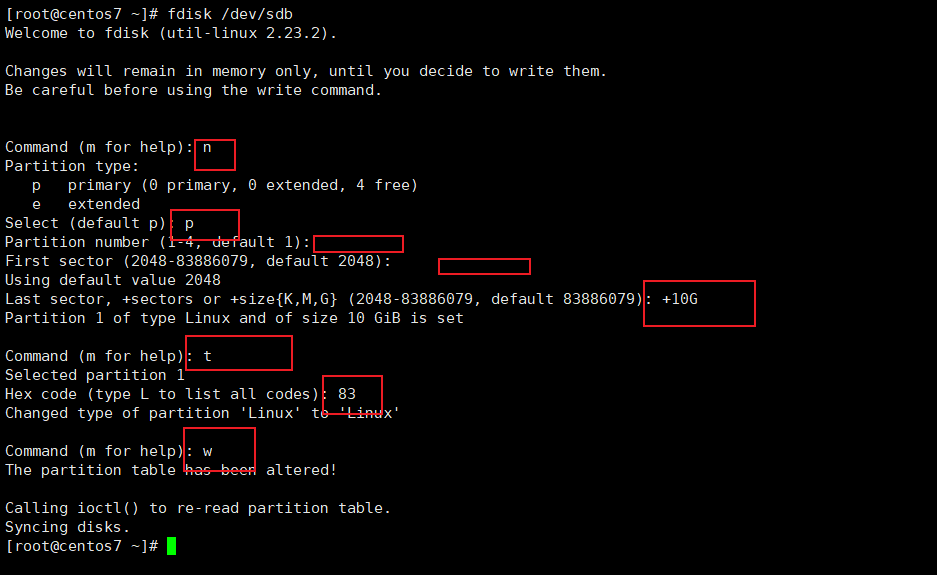 [root@centos7 ~]# fdisk /dev/sdb
Welcome to fdisk (util-linux 2.23.2).
Changes will remain in memory only, until you decide to write them.
Be careful before using the write command.
Command (m for help): n
Partition type:
   p   primary (0 primary, 0 extended, 4 free)
   e   extended
Select (default p): p
Partition number (1-4, default 1):
First sector (2048-83886079, default 2048):
Using default value 2048
Last sector, +sectors or +size{K,M,G} (2048-83886079, default 83886079): +10G
Partition 1 of type Linux and of size 10 GiB is set
Command (m for help): t
Selected partition 1
Hex code (type L to list all codes): 83
Changed type of partition 'Linux' to 'Linux'
Command (m for help): w
The partition table has been altered!
Calling ioctl() to re-read partition table.
Syncing disks.
[root@centos7 ~]#